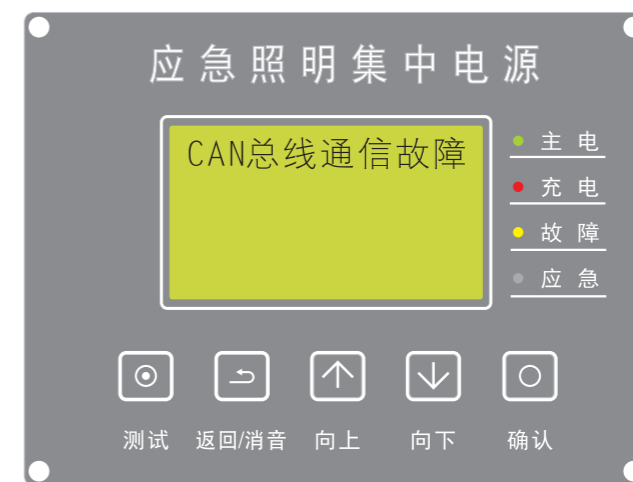 应急照明集中电源
CAN总线通信故障
主电
充电
故障
应急
测试 返回/消音 向上 向下 确认